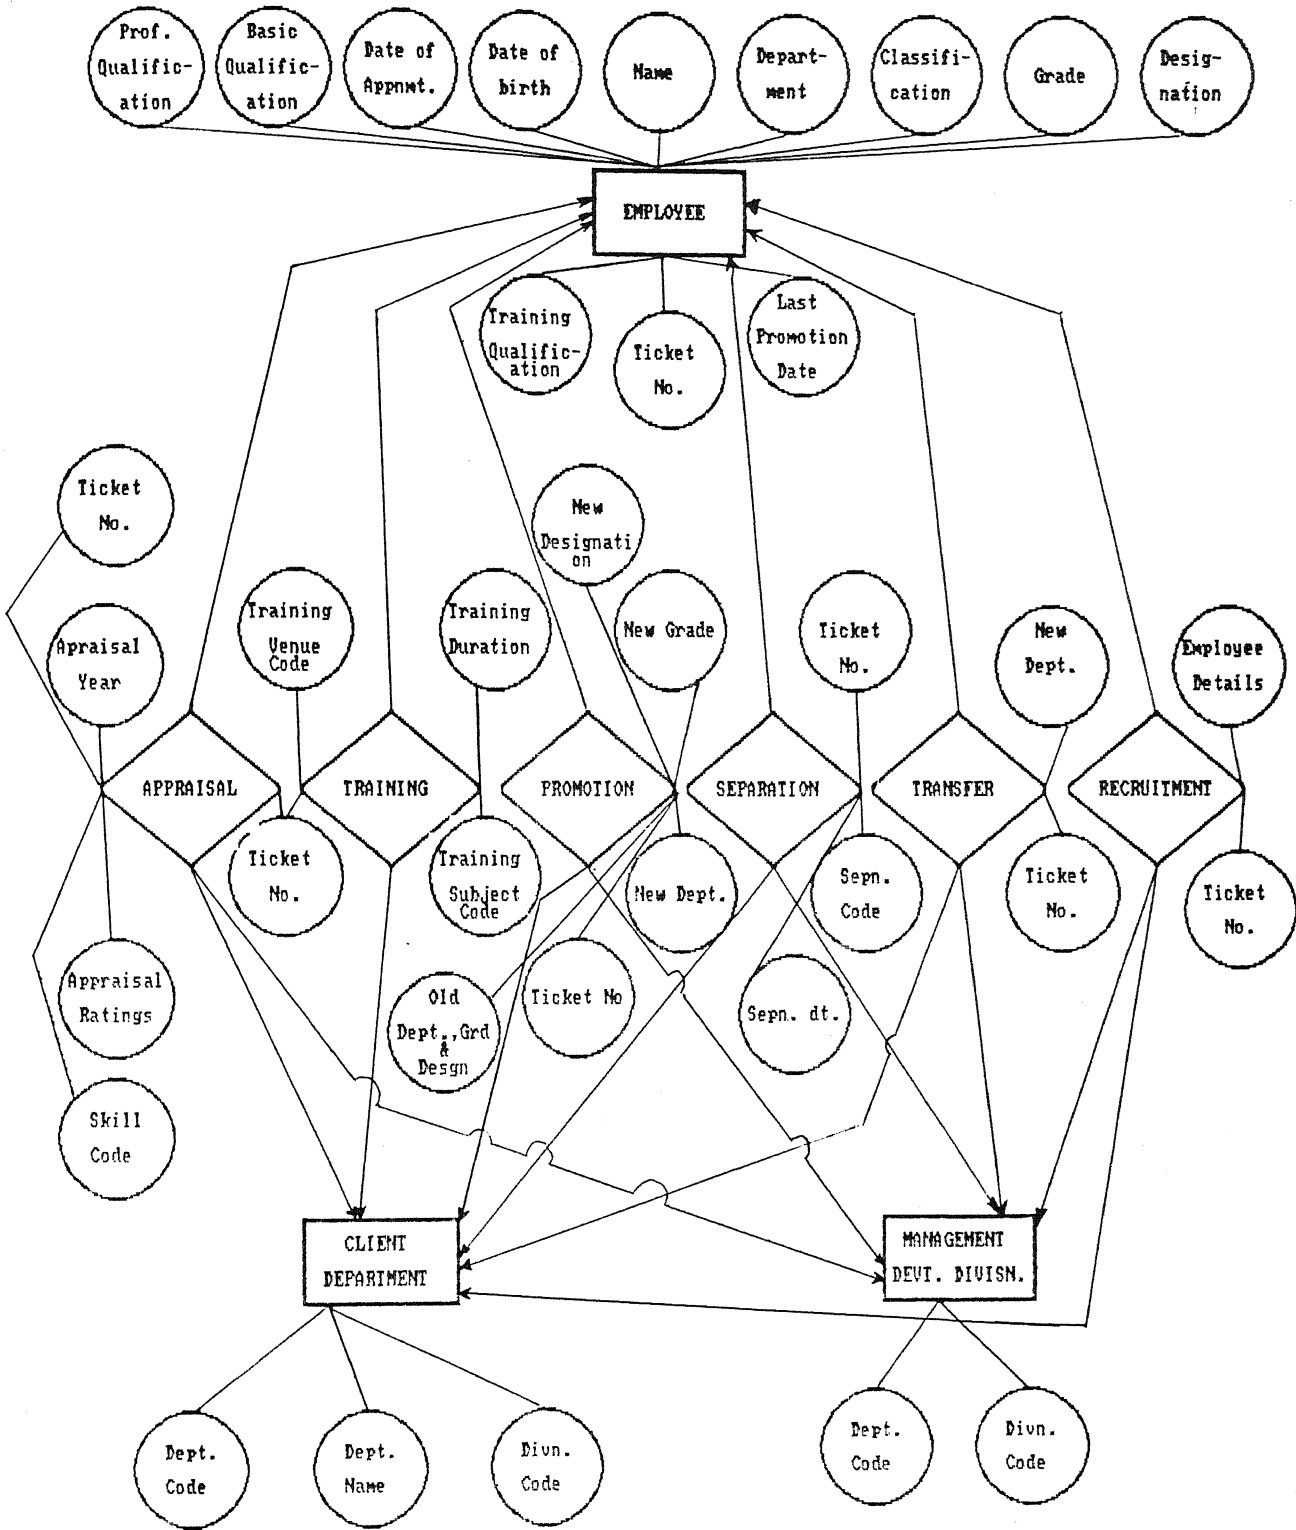 Prof.
Qualific-
ation
Basic
Qualific-
ation
Date of
Appnmt.
Date of
birth
Name
Depart-
ment
Classifi-
cation
Grade
Desig-
nation
EMPLOYEE
Training
Qualific-
ation
Ticket
No.
Last
Promotion
Date
Ticket
No.
New
Designati
on
Appraisal
Year
Training
Venue
Code
Training
Duration
New Grade
Ticket
No.
New
Dept.
Employee
Details
APPRAISAL
TRAINING
PROMOTION
SEPARATION
TRANSFER
RECRUITMENT
Ticket
No.
Training
Subject
Code
New Dept.
Sepn.
Code
Ticket
No.
Ticket
No.
Appraisal
Ratings
Old
Dept.,Grd
&
Desgn
Ticket No
Sepn. dt.
Skill
Code
CLIENT
DEPARTMENT
MANAGEMENT
DEVT. DIVISN.
Dept.
Code
Dept.
Name
Divn.
Code
Dept.
Code
Divn.
Code